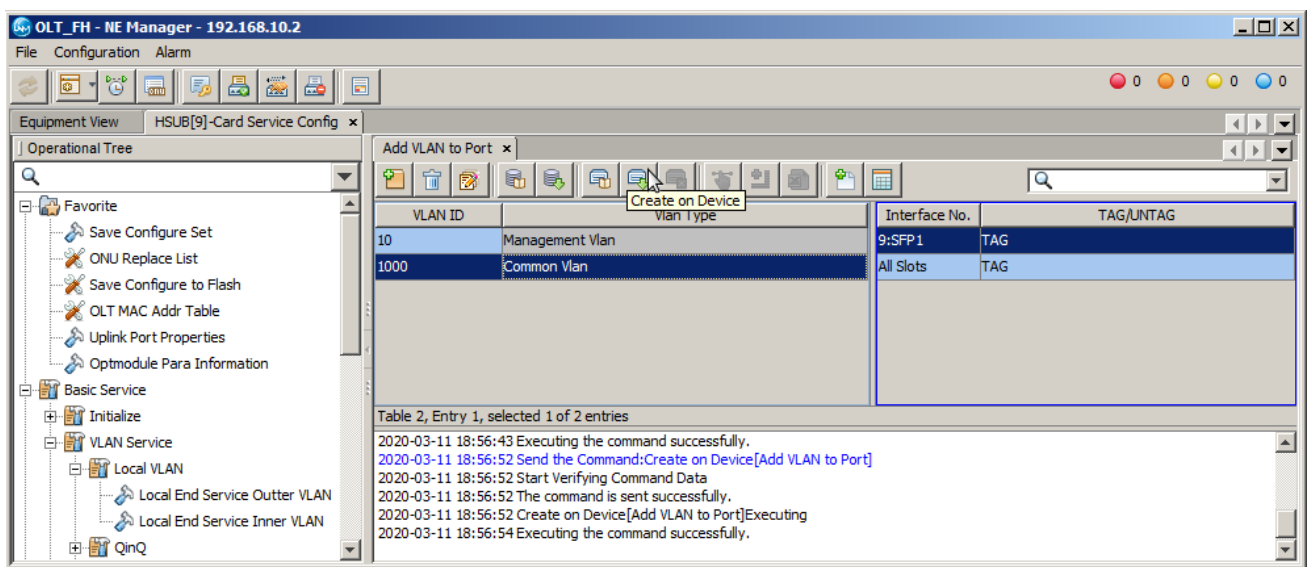 OLT_FH - NE Manager - 192.168.10.2
File Configuration Alarm
0 0 0 0
Equipment View HSUB[9]-Card Service Config
Operational Tree
Add VLAN to Port
Create on Device
Favorite
Save Configure Set
ONU Replace List
Save Configure to Flash
OLT MAC Addr Table
Uplink Port Properties
Optmodule Para Information
Basic Service
Initialize
VLAN Service
Local VLAN
Local End Service Outter VLAN
Local End Service Inner VLAN
QinQ
VLAN ID Vlan Type
10 Management Vlan
1000 Common Vlan
Interface No. TAG/UNTAG
9:SFP1 TAG
All Slots TAG
Table 2, Entry 1, selected 1 of 2 entries
2020-03-11 18:56:43 Executing the command successfully.
2020-03-11 18:56:52 Send the Command:Create on Device[Add VLAN to Port]
2020-03-11 18:56:52 Start Verifying Command Data
2020-03-11 18:56:52 The command is sent successfully.
2020-03-11 18:56:52 Create on Device[Add VLAN to Port]Executing
2020-03-11 18:56:54 Executing the command successfully.